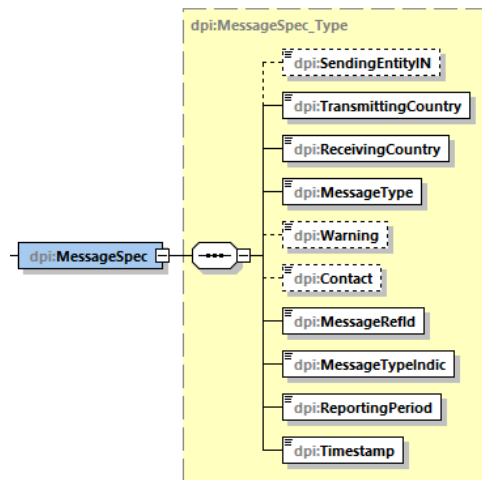 dpi:MessageSpec_Type
dpi:SendingEntityIN
dpi:TransmittingCountry
dpi:ReceivingCountry
dpi:MessageType
dpi:Warning
dpi:MessageSpec
dpi:Contact
dpi:MessageRefId
dpi:MessageTypeIndic
dpi:ReportingPeriod
dpi:Timestamp